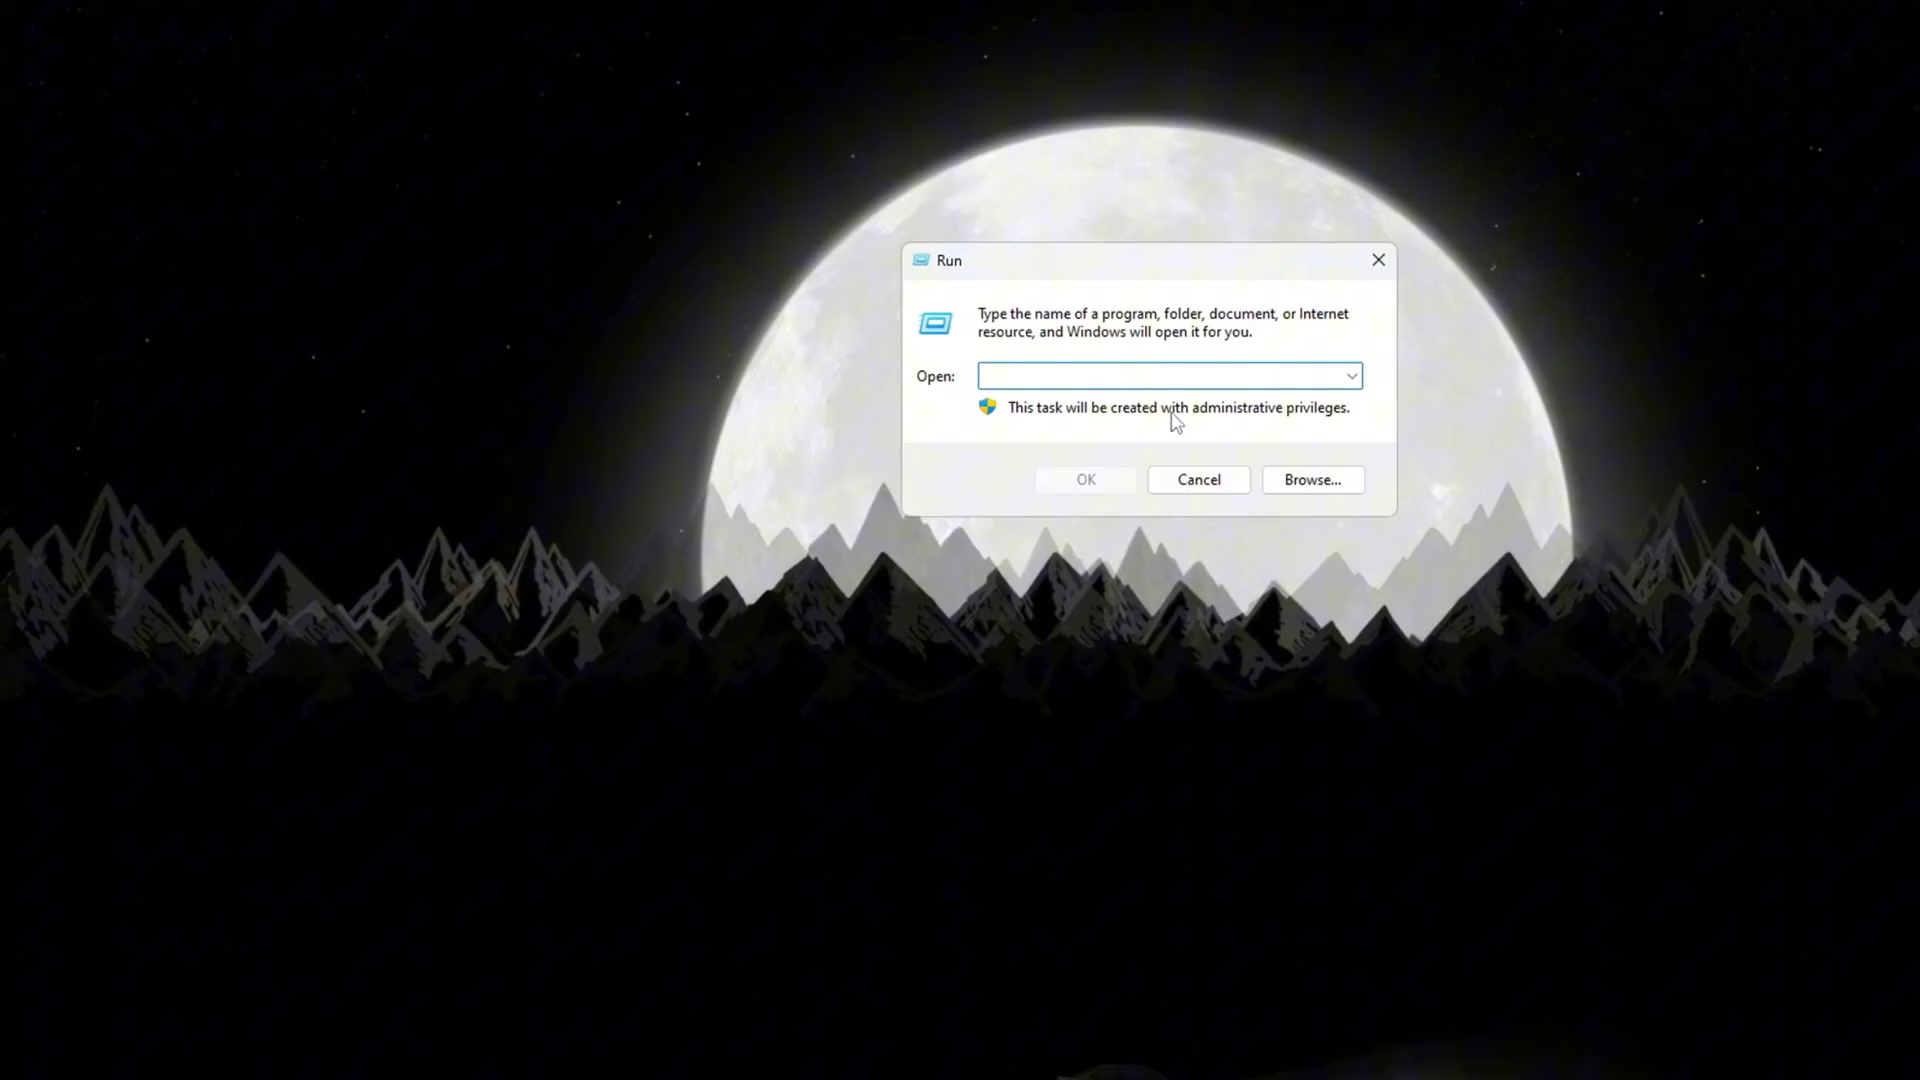 Run
Type the name of a program, folder, document, or Internet
resource, and Windows will open it for you.
Open:
This task will be created with administrative privileges.
OK
Cancel
Browse...